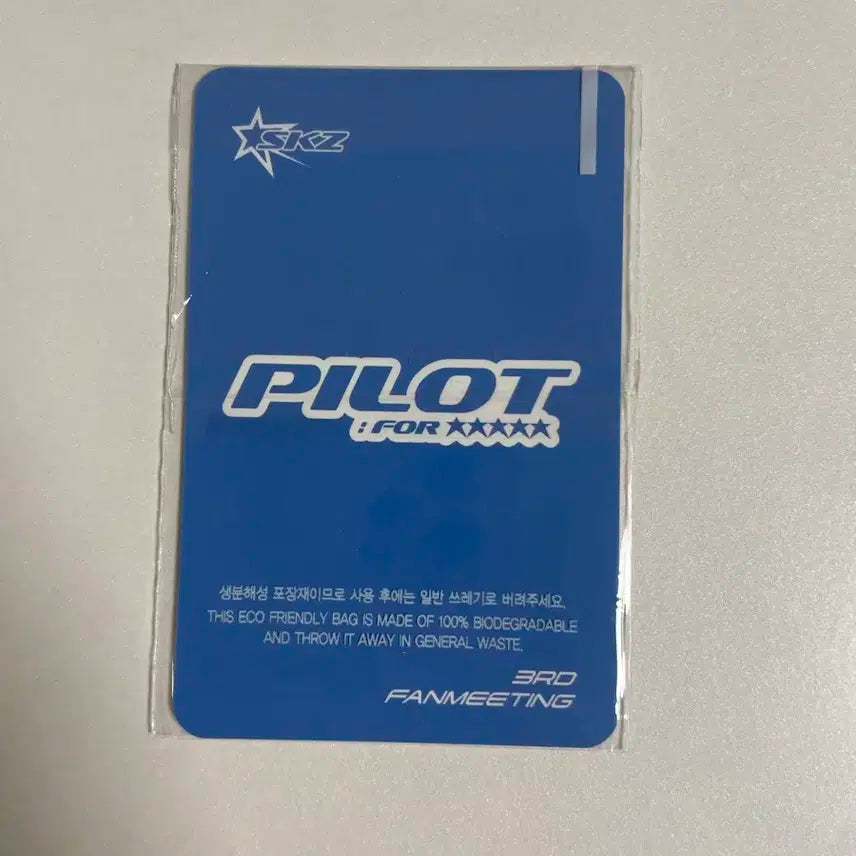 SKZ
PILOT
: FOR ★★★★★
생분해성 포장재이므로 사용 후에는 일반 쓰레기로 버려주세요.
THIS ECO FRIENDLY BAG IS MADE OF 100% BIODEGRADABLE
AND THROW IT AWAY IN GENERAL WASTE.
3RD
FANMEETING